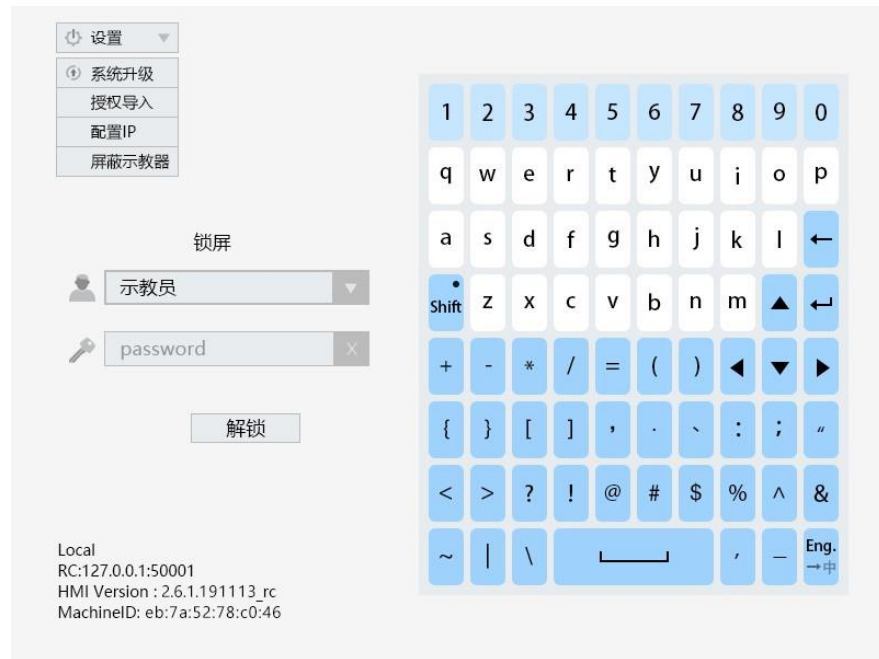 设置
系统升级
授权导入
配置IP
屏蔽示教器
锁屏
示教员
password X
解锁
Local
RC:127.0.0.1:50001
HMI Version : 2.6.1.191113_rc
MachineID: eb:7a:52:78:c0:46
1 2 3 4 5 6 7 8 9 0
q w e r t y u i o p
a s d f g h j k l ←
Shift z x c v b n m ▲ ↵
+ - * / = ( ) ◀ ▼ ▶
{ } [ ] , . 、 : ; "
< > ? ! @ # $ % ^ &
~ | \ ′ — Eng.
→中